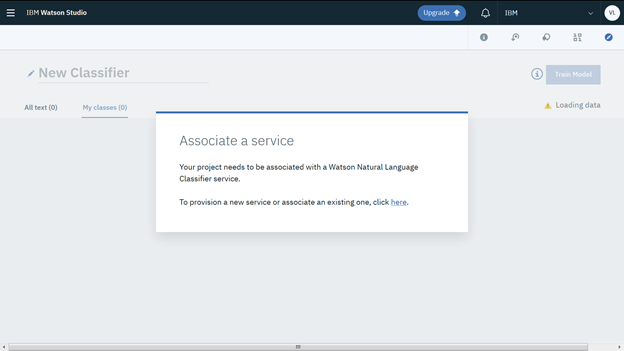 IBM Watson Studio
Upgrade
IBM
VL
New Classifier
Train Model
All text (0)
My classes (0)
Loading data
Associate a service
Your project needs to be associated with a Watson Natural Language
Classifier service.
To provision a new service or associate an existing one, click here.